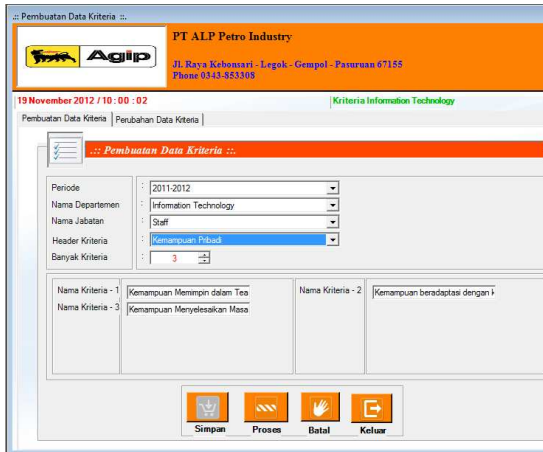 .:: Pembuatan Data Kriteria ::.
Agip
PT ALP Petro Industry
Jl. Raya Kebonsari - Legok - Gempol - Pasuruan 67155
Phone 0343-853308
19 November 2012 / 10 : 00 : 02
Kriteria Information Technology
Pembuatan Data Kriteria Perubahan Data Kriteria
.:: Pembuatan Data Kriteria ::.
Periode : 2011-2012
Nama Departemen : Information Technology
Nama Jabatan : Staff
Header Kriteria : Kemampuan Pribadi
Banyak Kriteria : 3
Nama Kriteria - 1 Kemampuan Memimpin dalam Tea
Nama Kriteria - 2 Kemampuan beradaptasi dengan k
Nama Kriteria - 3 Kemampuan Menyelesaikan Masa
Simpan Proses Batal Keluar